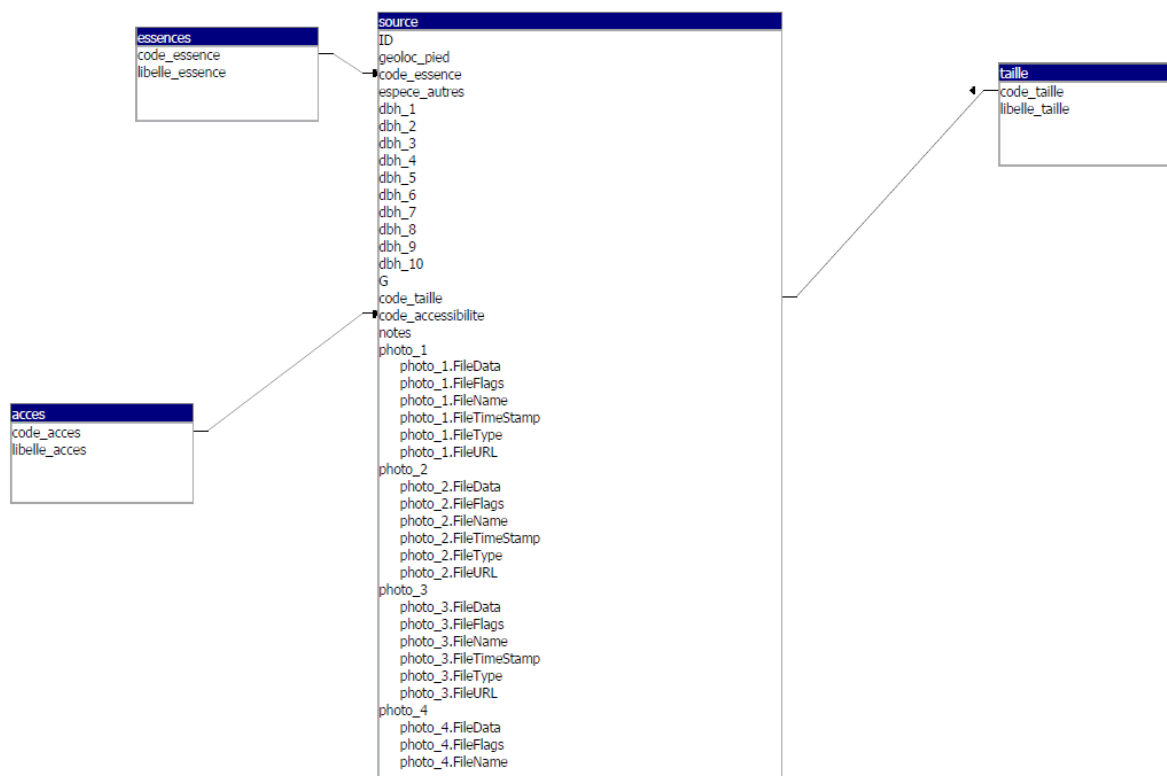 essences
code_essence
libelle_essence
source
ID
geoloc_pied
code_essence
espece_autres
dbh_1
dbh_2
dbh_3
dbh_4
dbh_5
dbh_6
dbh_7
dbh_8
dbh_9
dbh_10
G
code_taille
code_accessibilite
notes
photo_1
photo_1.FileData
photo_1.FileFlags
photo_1.FileName
photo_1.FileTimeStamp
photo_1.FileType
photo_1.FileURL
photo_2
photo_2.FileData
photo_2.FileFlags
photo_2.FileName
photo_2.FileTimeStamp
photo_2.FileType
photo_2.FileURL
photo_3
photo_3.FileData
photo_3.FileFlags
photo_3.FileName
photo_3.FileTimeStamp
photo_3.FileType
photo_3.FileURL
photo_4
photo_4.FileData
photo_4.FileFlags
photo_4.FileName
taille
code_taille
libelle_taille
acces
code_acces
libelle_acces